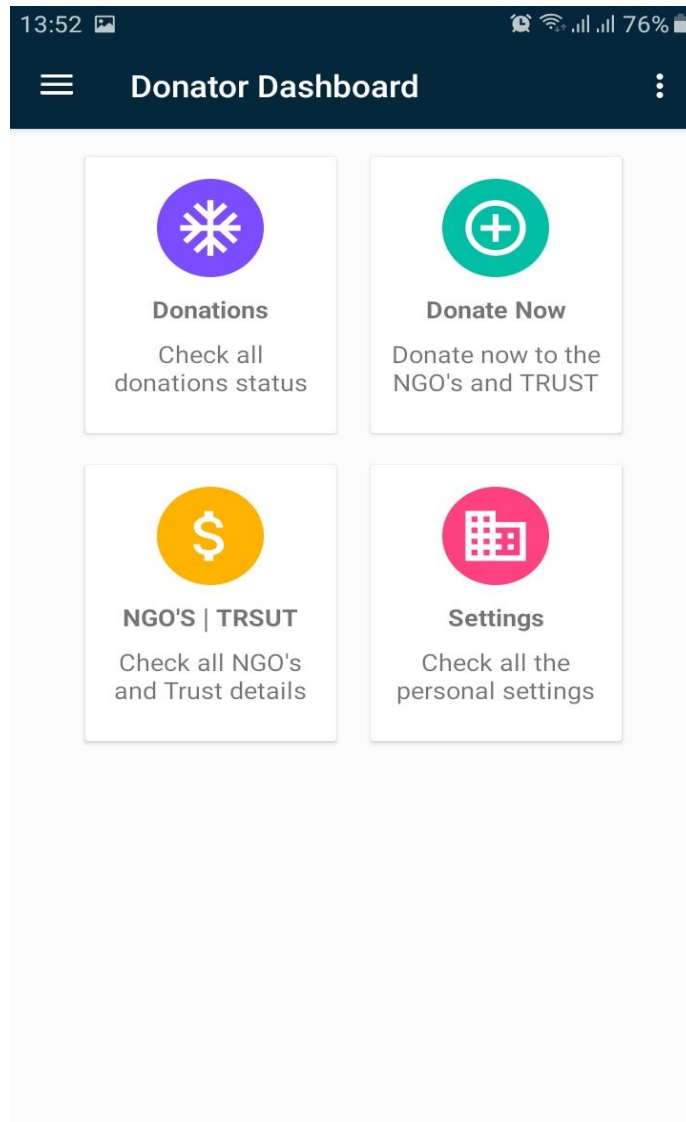 13:52 76%
Donator Dashboard
Donations
Check all
donations status
Donate Now
Donate now to the
NGO's and TRUST
NGO'S | TRSUT
Check all NGO's
and Trust details
Settings
Check all the
personal settings